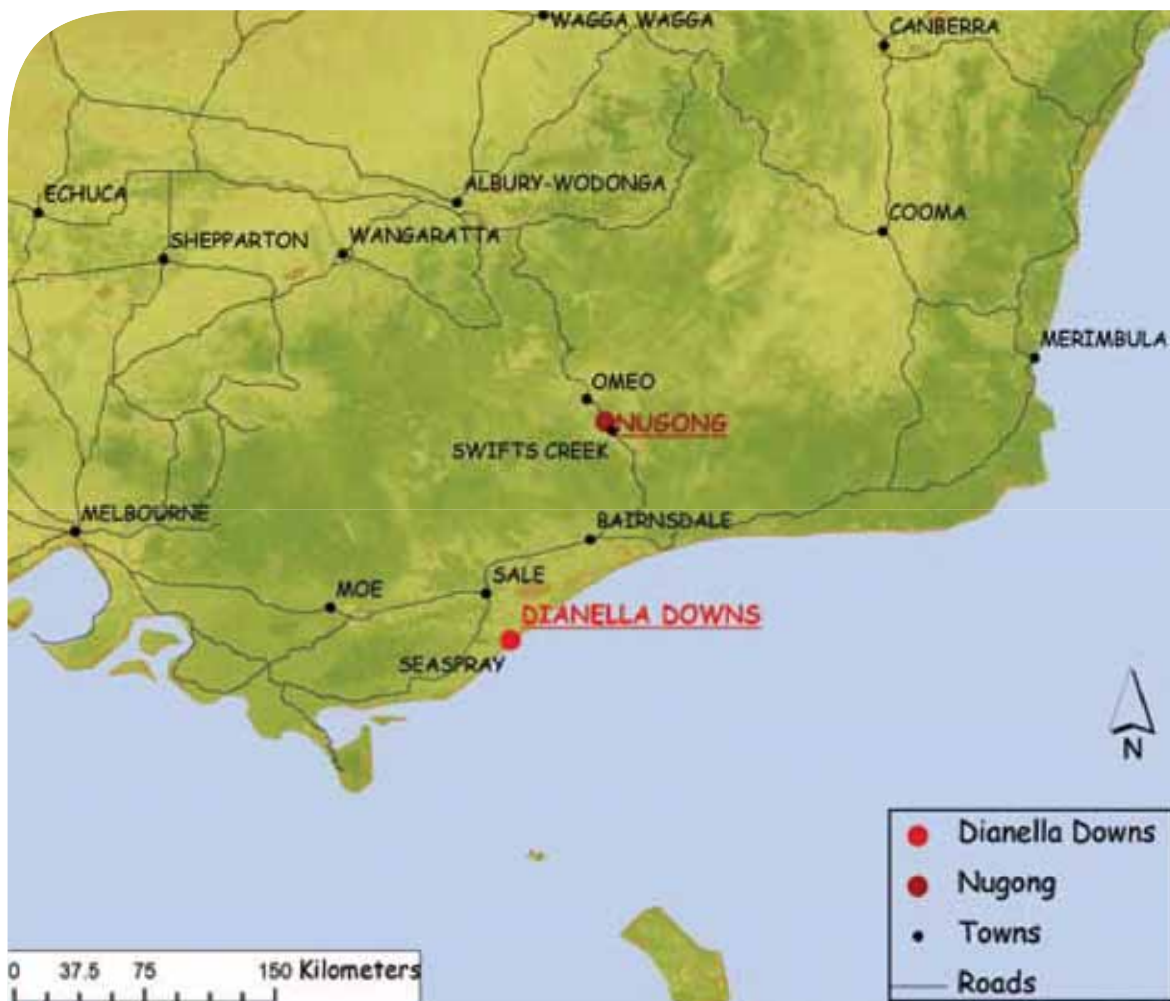 WAGGA WAGGA
CANBERRA
ECHUCA
ALBURY-WODONGA
COOMA
SHEPPARTON
WANGARATTA
MERIMBULA
OMEO
NUGONG
SWIFTS CREEK
MELBOURNE
BAIRNSDALE
MOE
SALE
DIANELLA DOWNS
SEASPRAY
N
Dianella Downs
Nugong
Towns
Roads
0 37.5 75 150 Kilometers